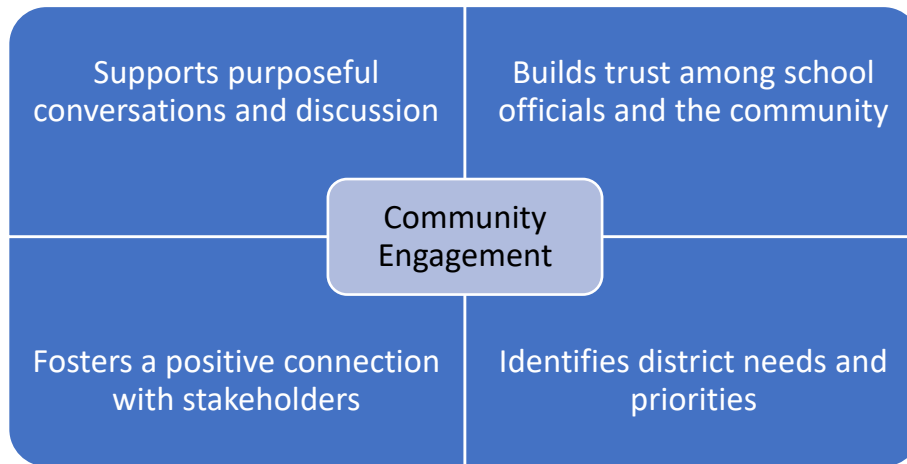 Supports purposeful
conversations and discussion
Builds trust among school
officials and the community
Community
Engagement
Fosters a positive connection
with stakeholders
Identifies district needs and
priorities